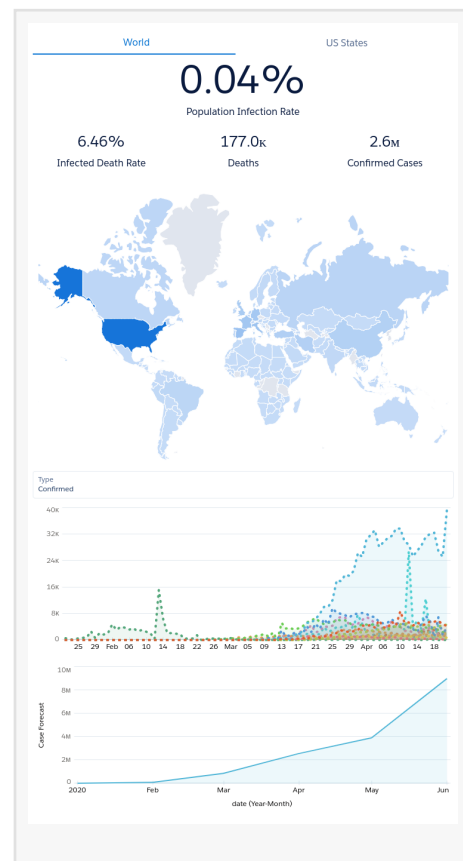 World US States
0.04%
Population Infection Rate
6.46% 177.0K 2.6M
Infected Death Rate Deaths Confirmed Cases
Type
Confirmed
40K
32K
24K
16K
8K
0
25 29 Feb 06 10 14 18 22 26 Mar 05 09 13 17 21 25 29 Apr 06 10 14 18
10M
8M
6M
4M
2M
0
Case Forecast
2020 Feb Mar Apr May Jun
date (Year-Month)